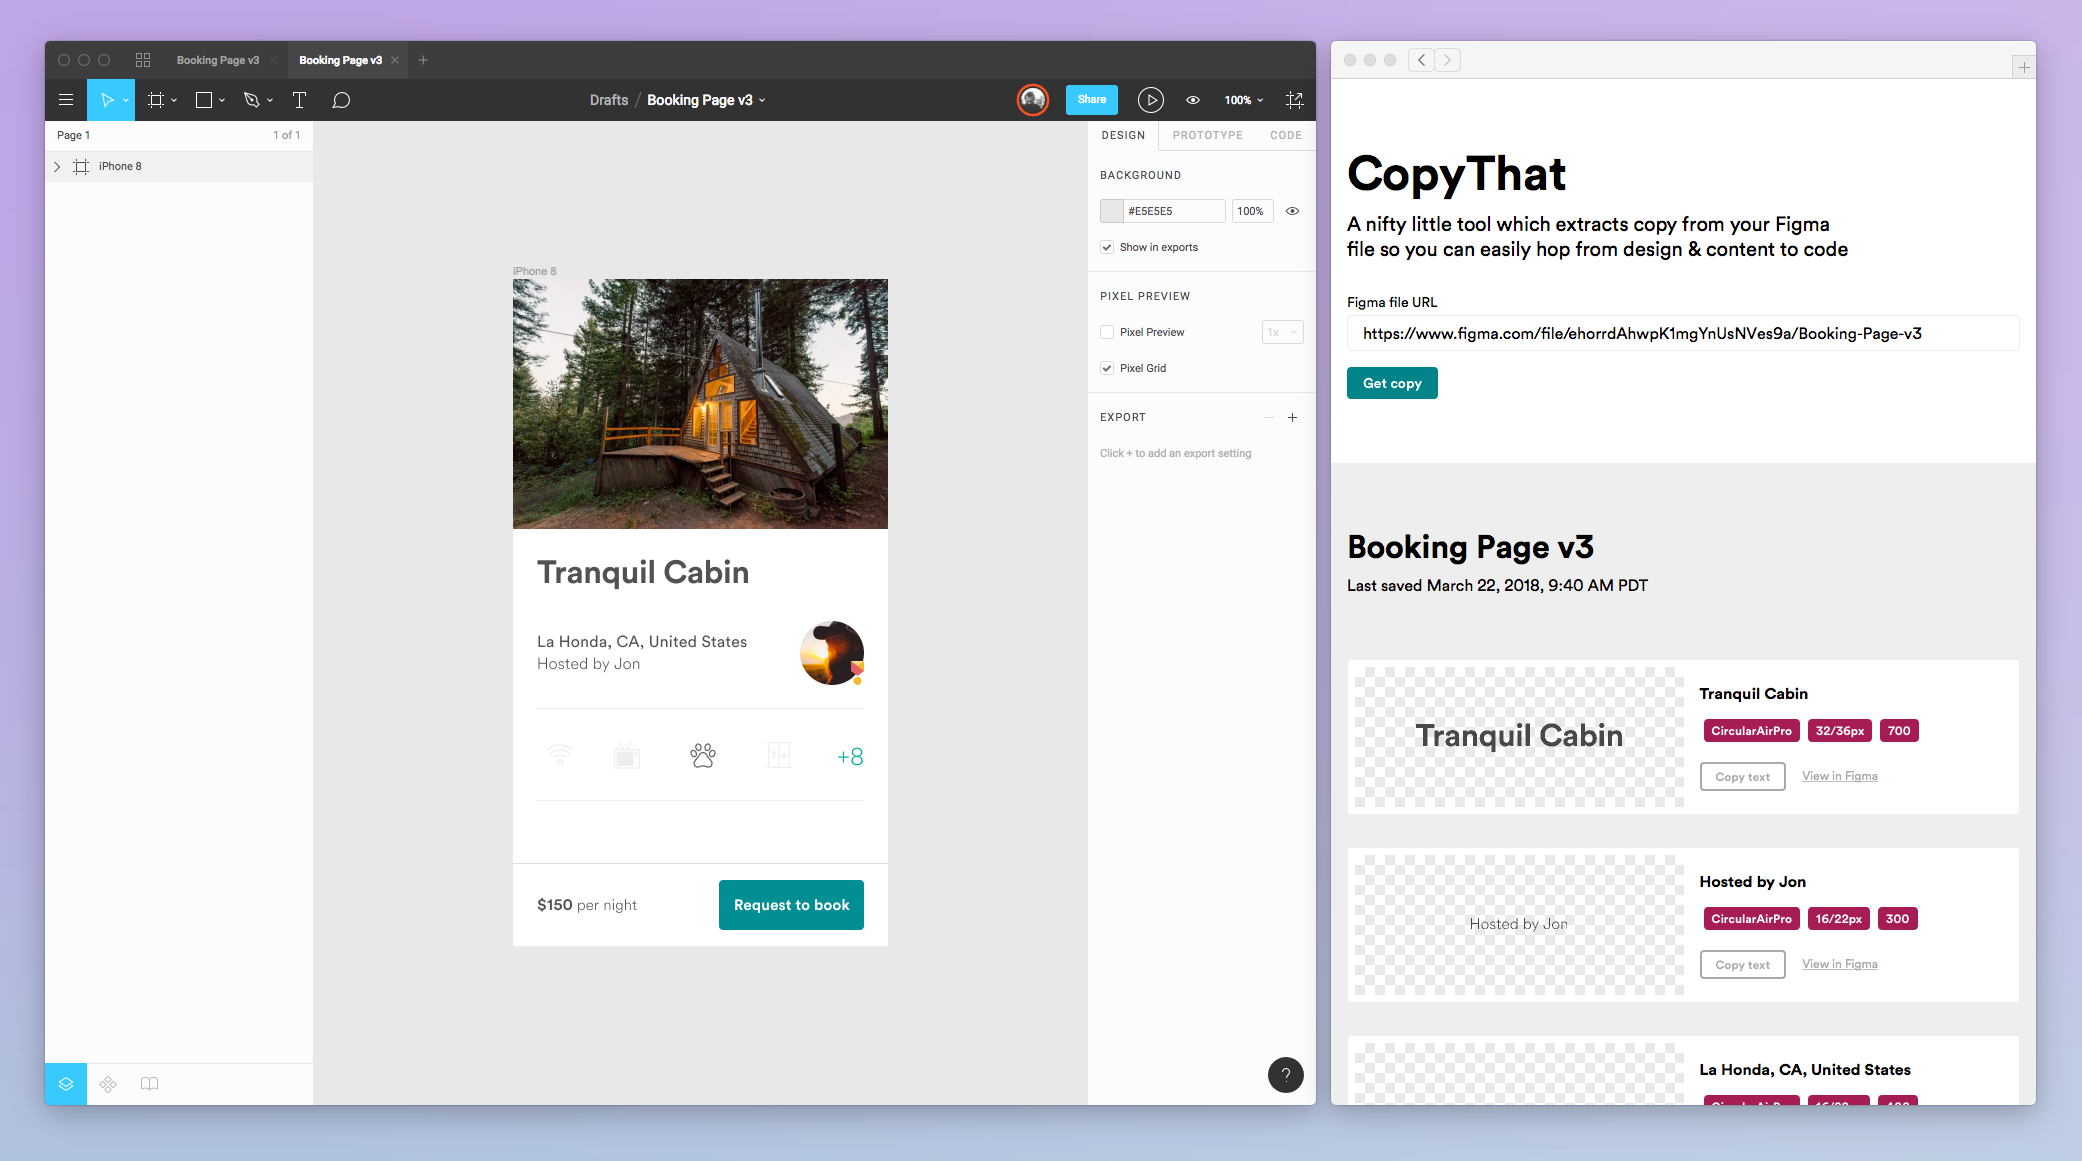 Booking Page v3
Booking Page v3
Drafts / Booking Page v3
Share
100%
Page 1
1 of 1
iPhone 8
iPhone 8
Tranquil Cabin
La Honda, CA, United States
Hosted by Jon
+8
$150 per night
Request to book
DESIGN
PROTOTYPE
CODE
BACKGROUND
#E5E5E5
100%
Show in exports
PIXEL PREVIEW
Pixel Preview
1x
Pixel Grid
EXPORT
Click + to add an export setting
?
CopyThat
A nifty little tool which extracts copy from your Figma
file so you can easily hop from design & content to code
Figma file URL
https://www.figma.com/file/ehorrdAhwpK1mgYnUsNVes9a/Booking-Page-v3
Get copy
Booking Page v3
Last saved March 22, 2018, 9:40 AM PDT
Tranquil Cabin
Tranquil Cabin
CircularAirPro
32/36px
700
Copy text
View in Figma
Hosted by Jon
Hosted by Jon
CircularAirPro
16/22px
300
Copy text
View in Figma
La Honda, CA, United States
CircularAirPro